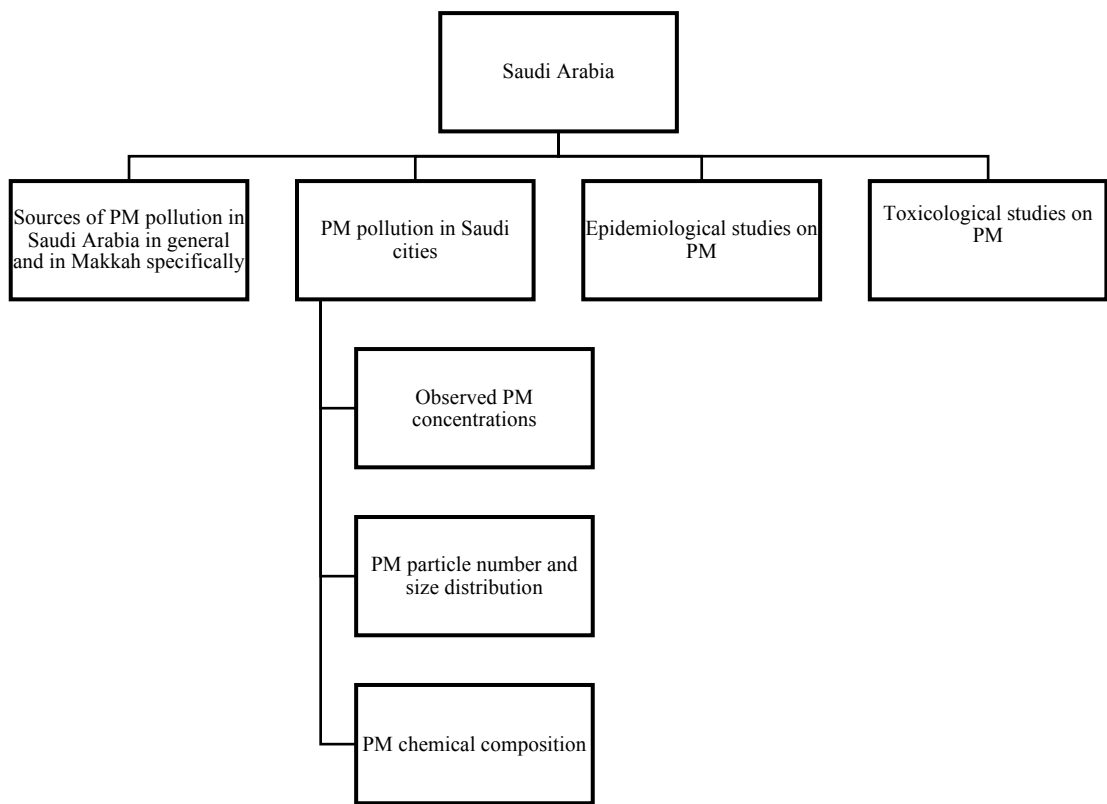 Saudi Arabia
Sources of PM pollution in
Saudi Arabia in general
and in Makkah specifically
PM pollution in Saudi
cities
Epidemiological studies on
PM
Toxicological studies on
PM
Observed PM
concentrations
PM particle number and
size distribution
PM chemical composition